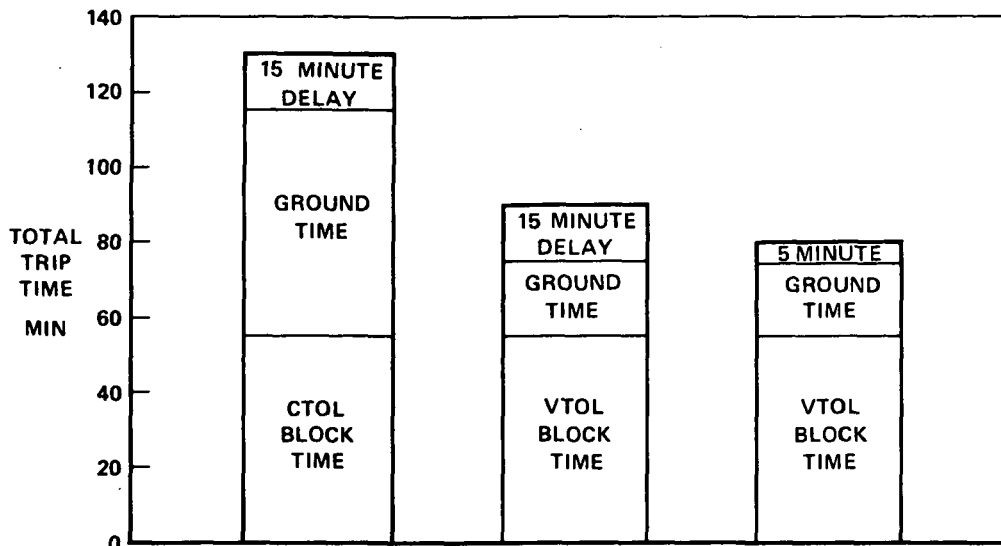 140
120
100
80
60
40
20
0
TOTAL
TRIP
TIME
MIN
15 MINUTE
DELAY
GROUND
TIME
CTOL
BLOCK
TIME
15 MINUTE
DELAY
GROUND
TIME
VTOL
BLOCK
TIME
5 MINUTE
GROUND
TIME
VTOL
BLOCK
TIME